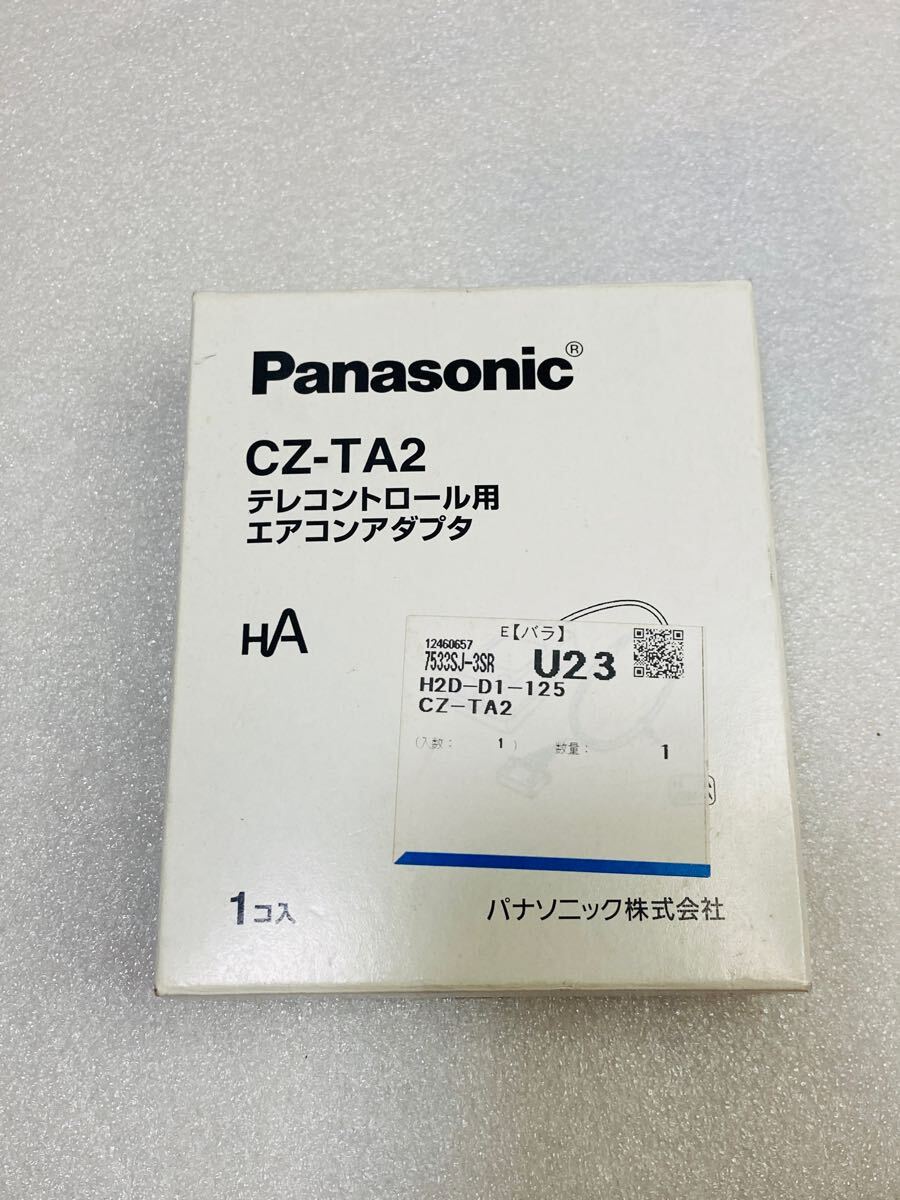 Panasonic®
CZ-TA2
テレコントロール用
エアコンアダプタ
HA
E【バラ】
12460657
7533SJ-3SR
U23
H2D-D1-125
CZ-TA2
(入数： 1 ) 数量： 1
1コ入
パナソニック株式会社